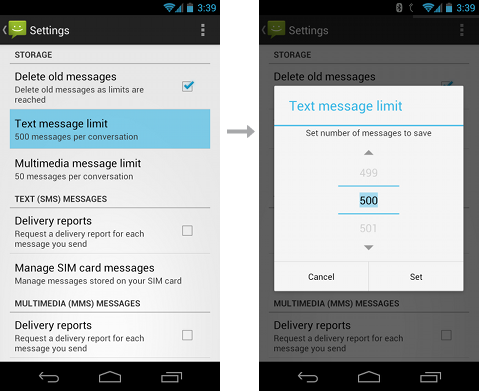 3:39
Settings
STORAGE
Delete old messages
Delete old messages as limits are
reached
Text message limit
500 messages per conversation
Multimedia message limit
50 messages per conversation
TEXT (SMS) MESSAGES
Delivery reports
Request a delivery report for each
message you send
Manage SIM card messages
Manage messages stored on your SIM card
MULTIMEDIA (MMS) MESSAGES
Delivery reports
Request a delivery report for each
message you send
3:39
Settings
STORAGE
Delete old messages
Text message limit
Set number of messages to save
499
500
501
Cancel
Set
MULTIMEDIA (MMS) MESSAGES
Delivery reports
Request a delivery report for each
message you send